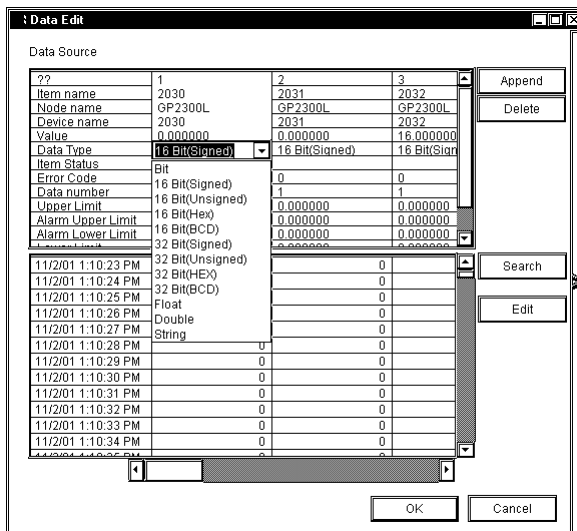 Data Edit
Data Source
?? 1 2 3
Item name 2030 2031 2032
Node name GP2300L GP2300L GP2300L
Device name 2030 2031 2032
Value 0.000000 0.000000 16.000000
Data Type 16 Bit(Signed) 16 Bit(Signed) 16 Bit(Sign
Item Status
Error Code 0 0
Data number 1 1
Upper Limit 0.000000 0.000000
Alarm Upper Limit 0.000000 0.000000
Alarm Lower Limit 0.000000 0.000000
Bit
16 Bit(Signed)
16 Bit(Unsigned)
16 Bit(Hex)
16 Bit(BCD)
32 Bit(Signed)
32 Bit(Unsigned)
32 Bit(HEX)
32 Bit(BCD)
Float
Double
String
Append
Delete
11/2/01 1:10:23 PM 0
11/2/01 1:10:24 PM 0
11/2/01 1:10:25 PM 0
11/2/01 1:10:26 PM 0
11/2/01 1:10:27 PM 0
11/2/01 1:10:28 PM 0 0
11/2/01 1:10:29 PM 0 0
11/2/01 1:10:30 PM 0 0
11/2/01 1:10:31 PM 0 0
11/2/01 1:10:32 PM 0 0
11/2/01 1:10:33 PM 0 0
11/2/01 1:10:34 PM 0 0
Search
Edit
OK Cancel